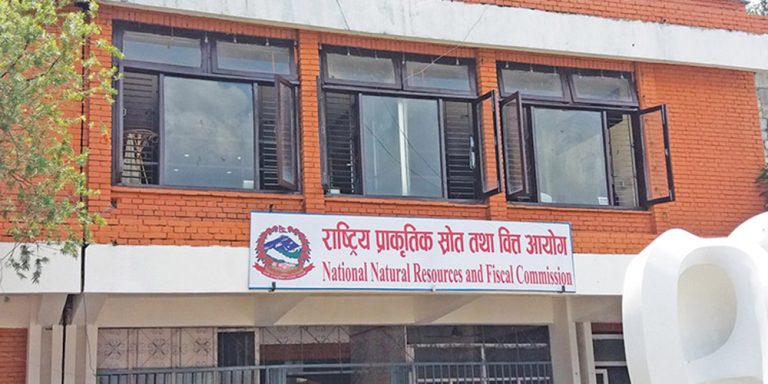 राष्ट्रिय प्राकृतिक स्रोत तथा वित्त आयोग
National Natural Resources and Fiscal Commission